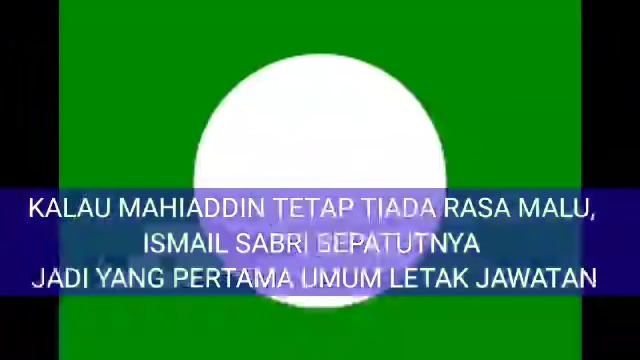 KALAU MAHIADDIN TETAP TIADA RASA MALU,
ISMAIL SABRI SEPATUTNYA
JADI YANG PERTAMA UMUM LETAK JAWATAN